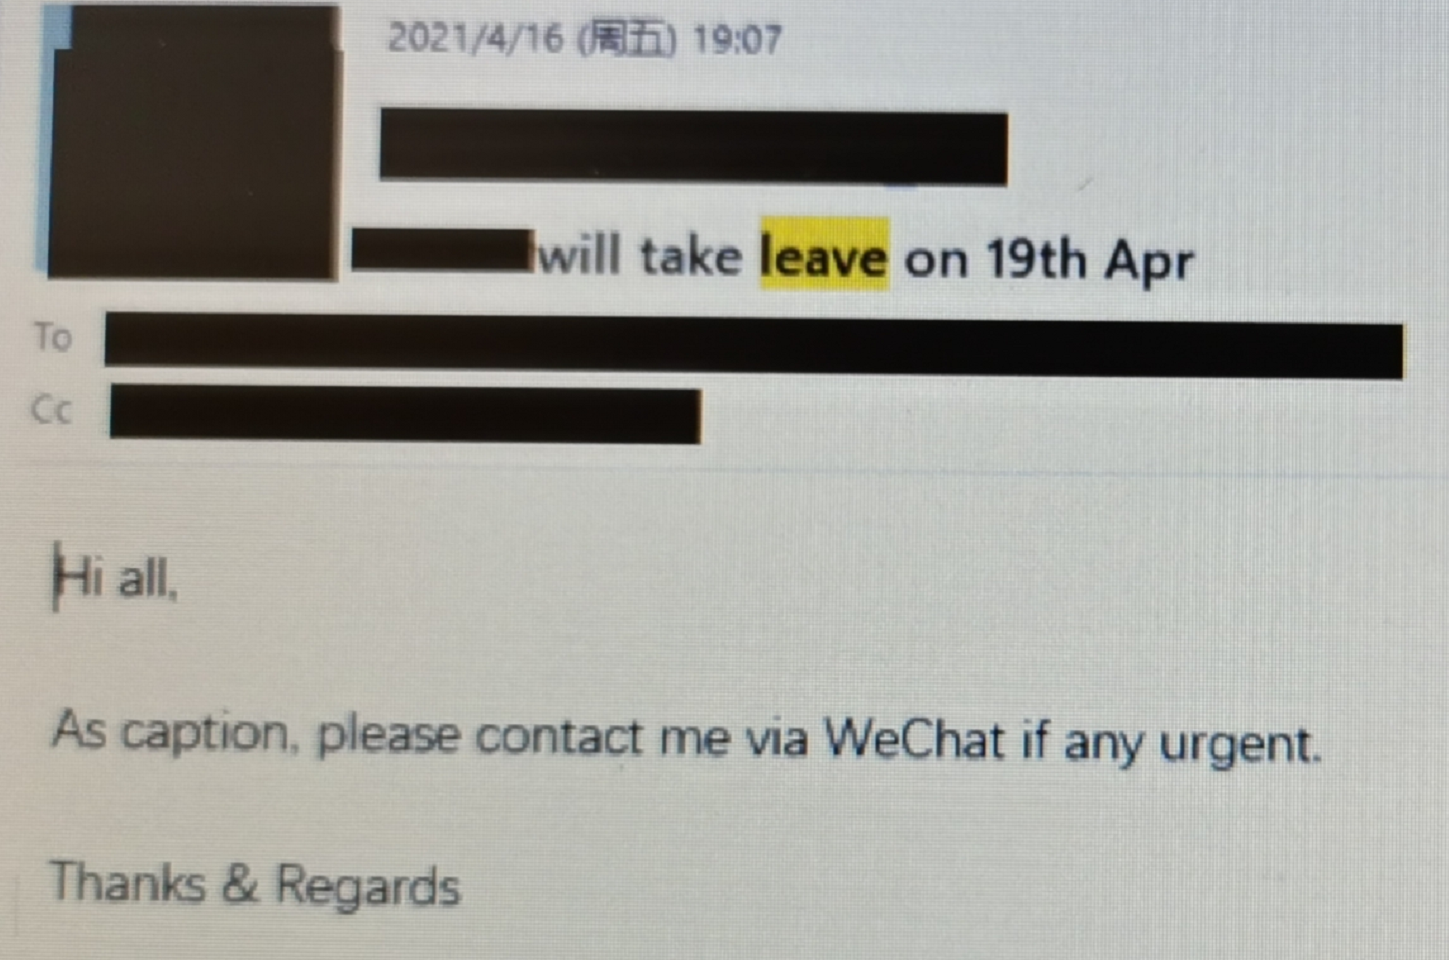 2021/4/16 (周五) 19:07
will take leave on 19th Apr
To
Cc
Hi all,
As caption, please contact me via WeChat if any urgent.
Thanks & Regards